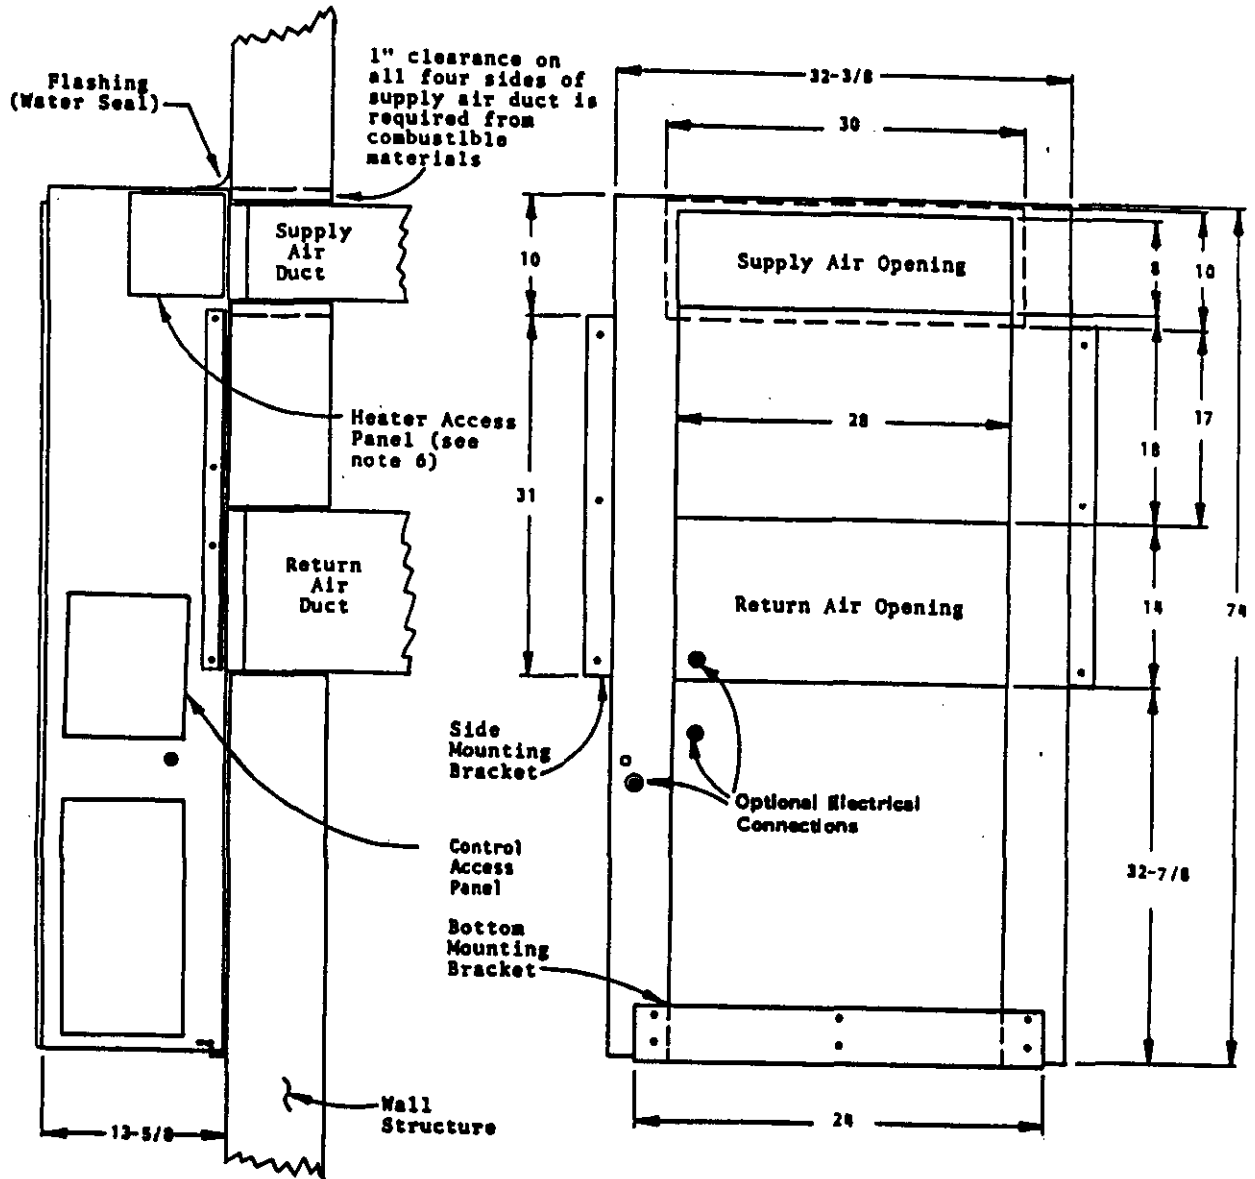 Flashing
(Water Seal)
1" clearance on
all four sides of
supply air duct is
required from
combustible
materials
32-3/8
30
Supply
Air
Duct
10
Supply Air Opening
8
10
Heater Access
Panel (see
note 6)
28
17
18
31
Return
Air
Duct
Return Air Opening
14
74
Side
Mounting
Bracket
Optional Electrical
Connections
Control
Access
Panel
32-7/8
Bottom
Mounting
Bracket
Wall
Structure
13-5/8
24